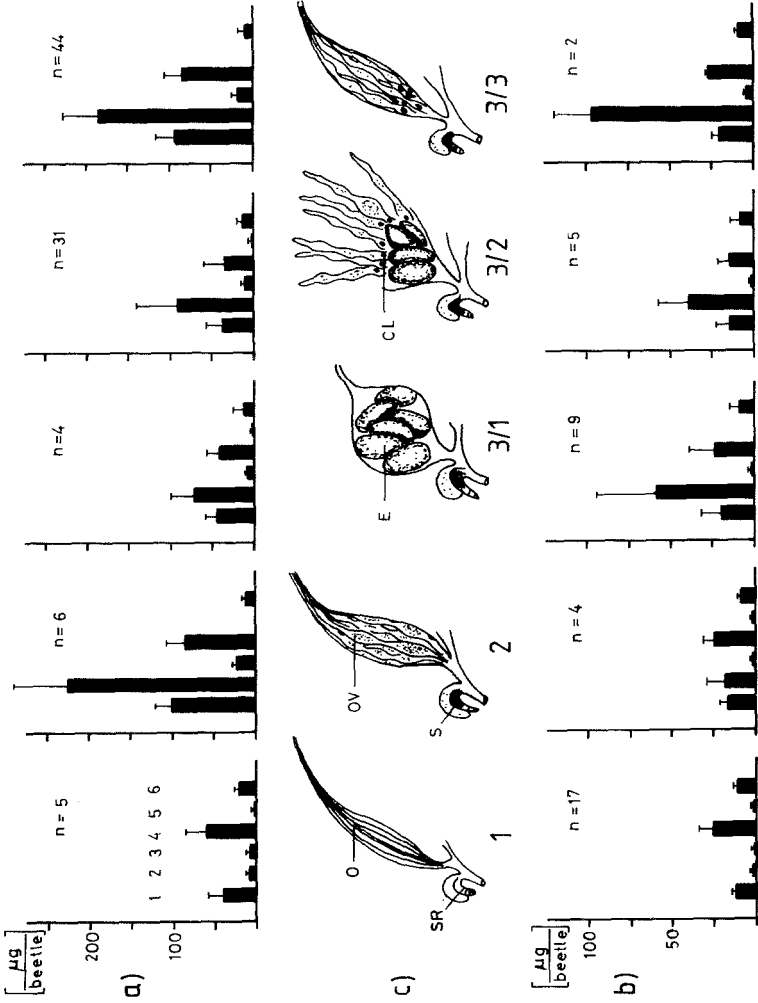 [μg/beetle]
200
100
a)
n=5
1 2 3 4 5 6
n=6
n=4
n=31
n=44
c)
SR
O
1
S
OV
2
E
3/1
CL
3/2
3/3
[μg/beetle]
100
50
b)
n=17
n=4
n=9
n=5
n=2